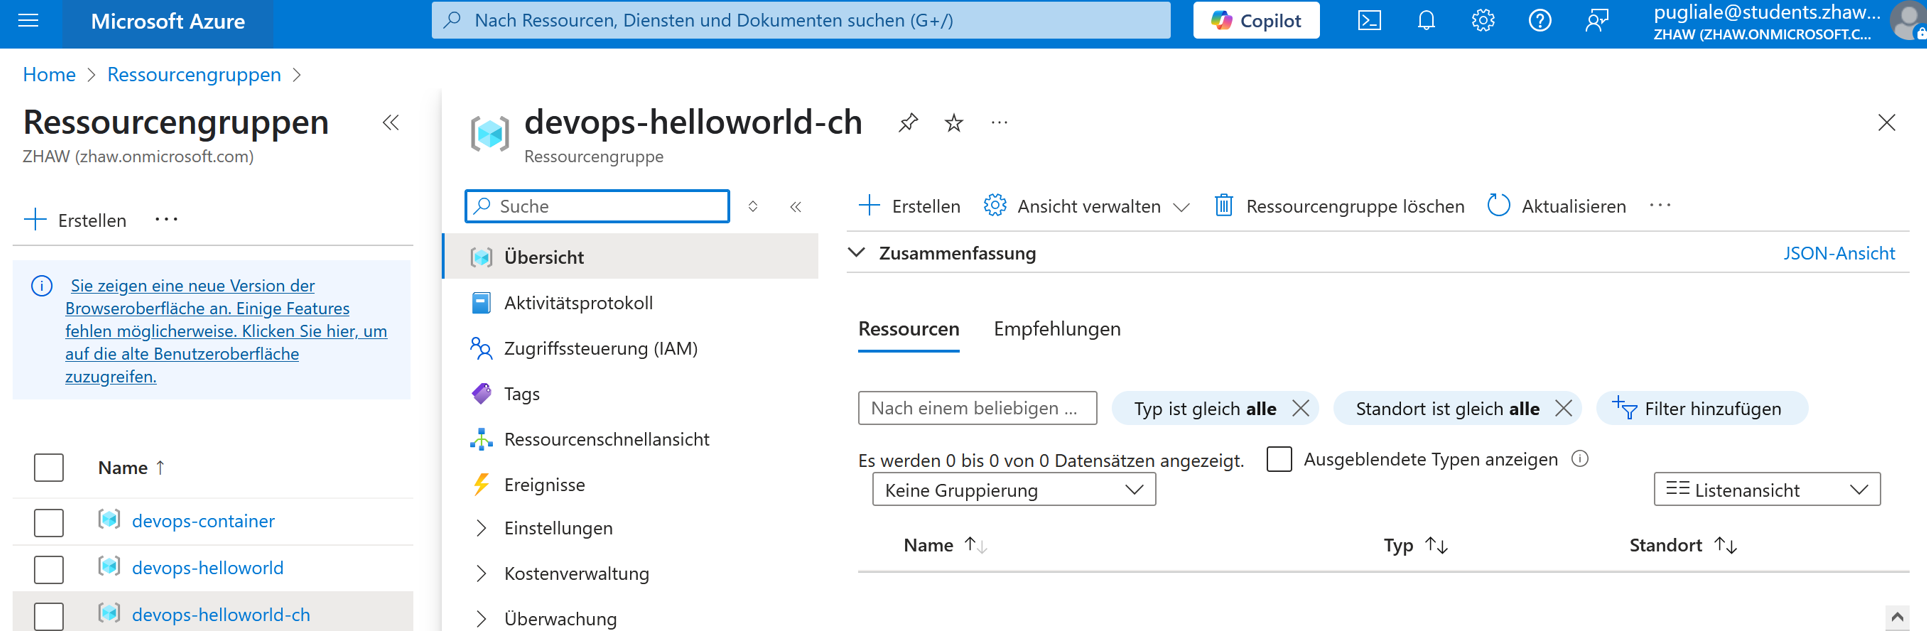 Microsoft Azure
Nach Ressourcen, Diensten und Dokumenten suchen (G+/)
Copilot
pugliale@students.zhaw...
ZHAW (ZHAW.ONMICROSOFT.C...
Home > Ressourcengruppen >
Ressourcengruppen
ZHAW (zhaw.onmicrosoft.com)
Erstellen ...
Sie zeigen eine neue Version der
Browseroberfläche an. Einige Features
fehlen möglicherweise. Klicken Sie hier, um
auf die alte Benutzeroberfläche
zuzugreifen.
Name ↑
devops-container
devops-helloworld
devops-helloworld-ch
devops-helloworld-ch
Ressourcengruppe
Suche
Übersicht
Aktivitätsprotokoll
Zugriffssteuerung (IAM)
Tags
Ressourcenschnellansicht
Ereignisse
Einstellungen
Kostenverwaltung
Überwachung
Erstellen
Ansicht verwalten
Ressourcengruppe löschen
Aktualisieren
Zusammenfassung
JSON-Ansicht
Ressourcen
Empfehlungen
Nach einem beliebigen ...
Typ ist gleich alle
Standort ist gleich alle
Filter hinzufügen
Es werden 0 bis 0 von 0 Datensätzen angezeigt.
Ausgeblendete Typen anzeigen
Keine Gruppierung
Listenansicht
Name ↑↓
Typ ↑↓
Standort ↑↓